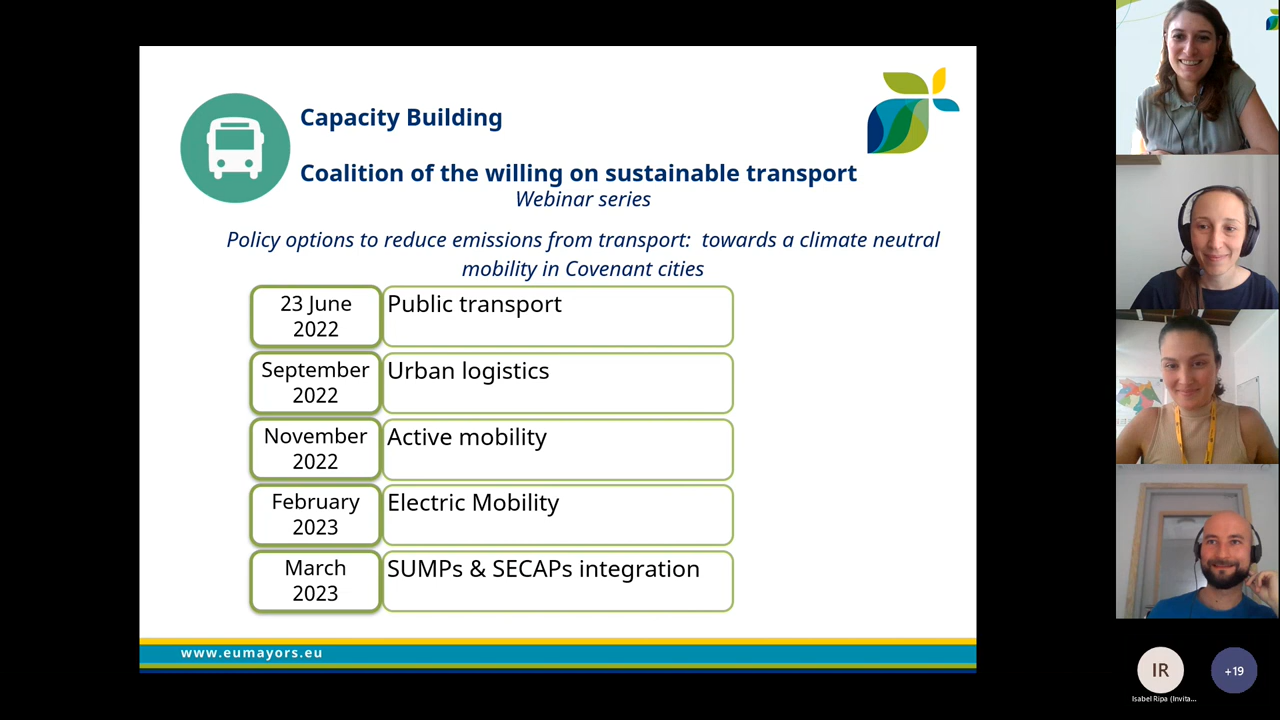 Capacity Building
Coalition of the willing on sustainable transport
Webinar series
Policy options to reduce emissions from transport: towards a climate neutral
mobility in Covenant cities
23 June
2022
Public transport
September
2022
Urban logistics
November
2022
Active mobility
February
2023
Electric Mobility
March
2023
SUMPs & SECAPs integration
www.eumayors.eu
IR
+19
Isabel Ripa (Invita...